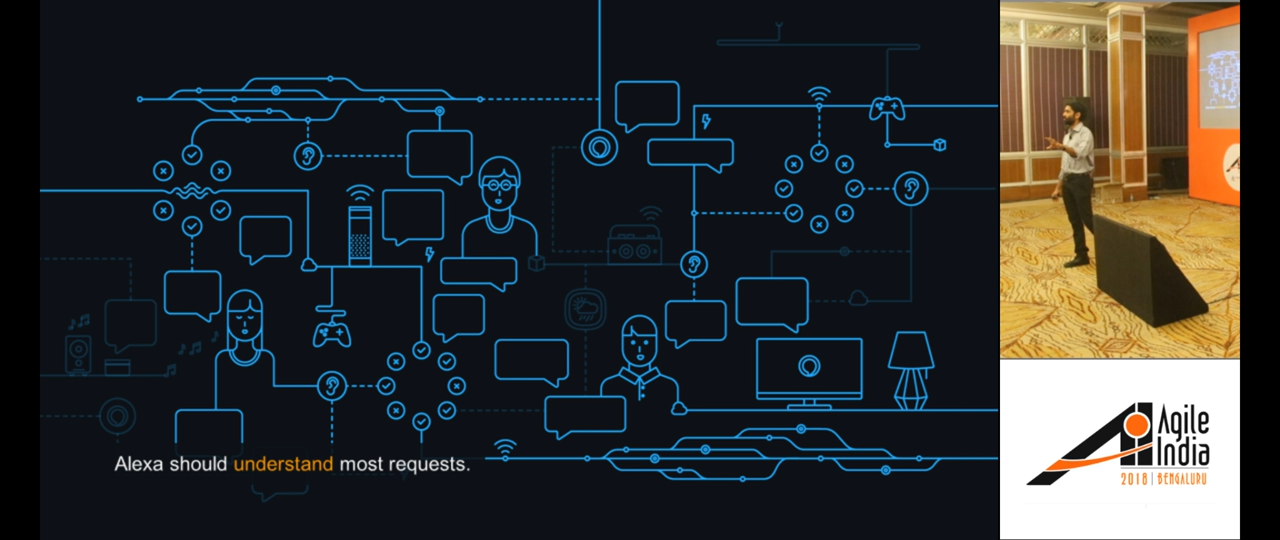 Alexa should understand most requests.
Agile
India
2018 | BENGALURU